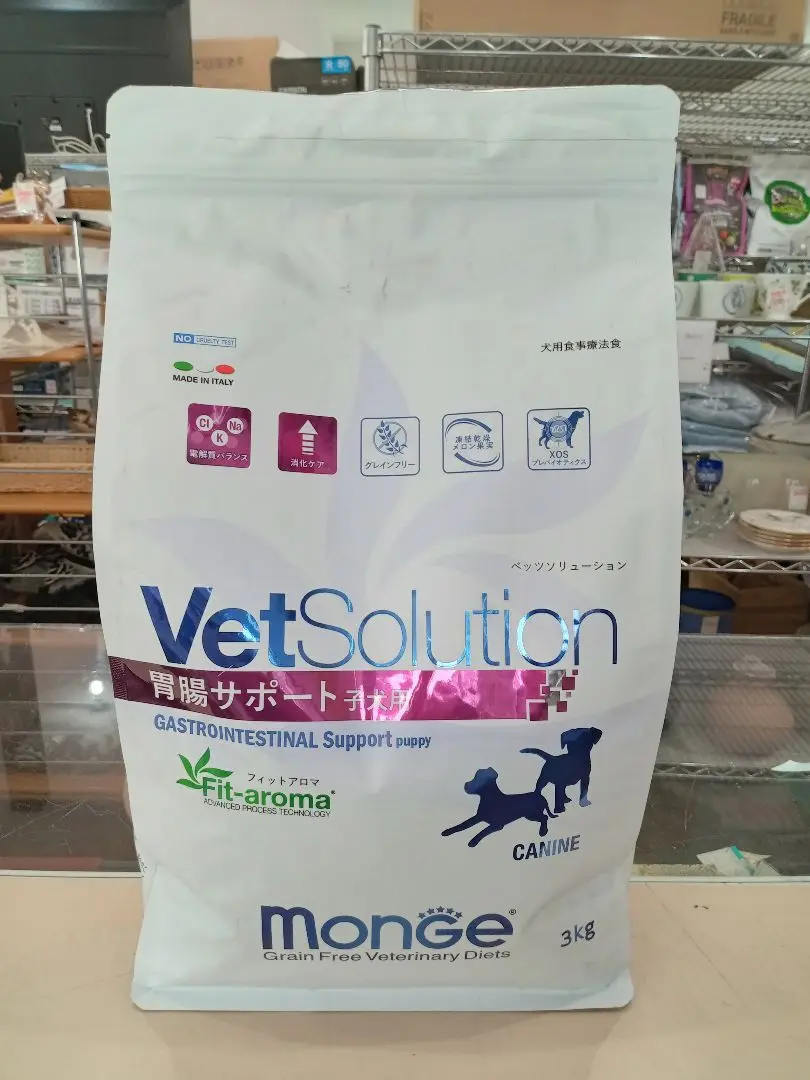 FRAGILE
R 90
NO CRUELTY TEST
MADE IN ITALY
犬用食事療法食
Cl Na K
電解質バランス
消化ケア
グレインフリー
凍結乾燥
メロン果実
XOS
プレバイオティクス
ベッツソリューション
VetSolution
胃腸サポート 子犬用
GASTROINTESTINAL Support puppy
フィットアロマ
Fit-aroma®
ADVANCED PROCESS TECHNOLOGY
CANINE
monGe®
3kg
Grain Free Veterinary Diets